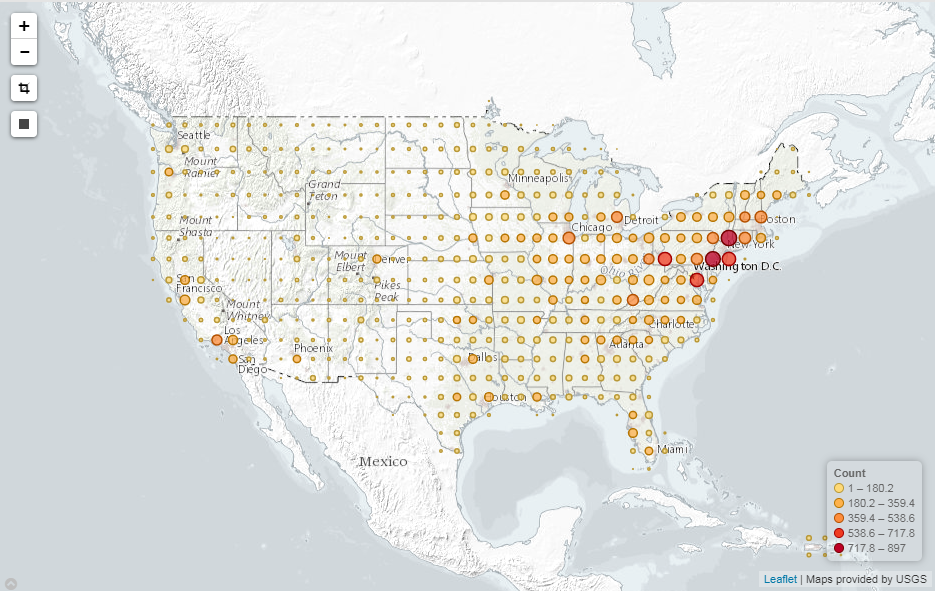 +
−
Seattle
Mount
Rainier
Minneapolis
Grand
Teton
Mount
Shasta
Detroit
Boston
Chicago
New York
Mount
Elbert
Denver
Ohio
Washington D.C.
San
Francisco
Pikes
Peak
Mount
Whitney
Los
Angeles
Charlotte
Phoenix
Atlanta
San
Diego
Dallas
Houston
Miami
Mexico
Count
1 – 180.2
180.2 – 359.4
359.4 – 538.6
538.6 – 717.8
717.8 – 897
Leaflet | Maps provided by USGS